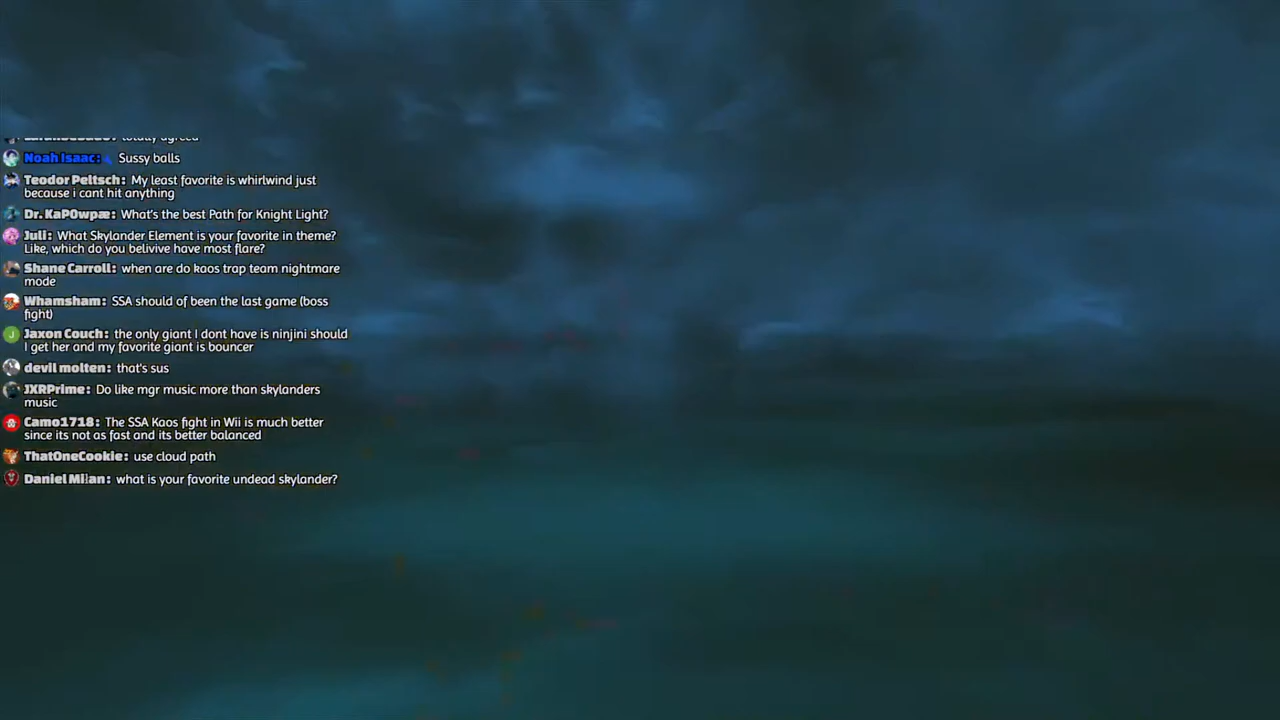 totally agreed
Noah Isaac: Sussy balls
Teodor Peltsch: My least favorite is whirlwind just
because i cant hit anything
Dr. KaPOwpæ: What's the best Path for Knight Light?
Juli: What Skylander Element is your favorite in theme?
Like, which do you belivive have most flare?
Shane Carroll: when are do kaos trap team nightmare
mode
Whamsham: SSA should of been the last game (boss
fight)
J
Jaxon Couch: the only giant I dont have is ninjini should
I get her and my favorite giant is bouncer
devil molten: that's sus
JXRPrime: Do like mgr music more than skylanders
music
Camo1718: The SSA Kaos fight in Wii is much better
since its not as fast and its better balanced
ThatOneCookie: use cloud path
Daniel Milan: what is your favorite undead skylander?